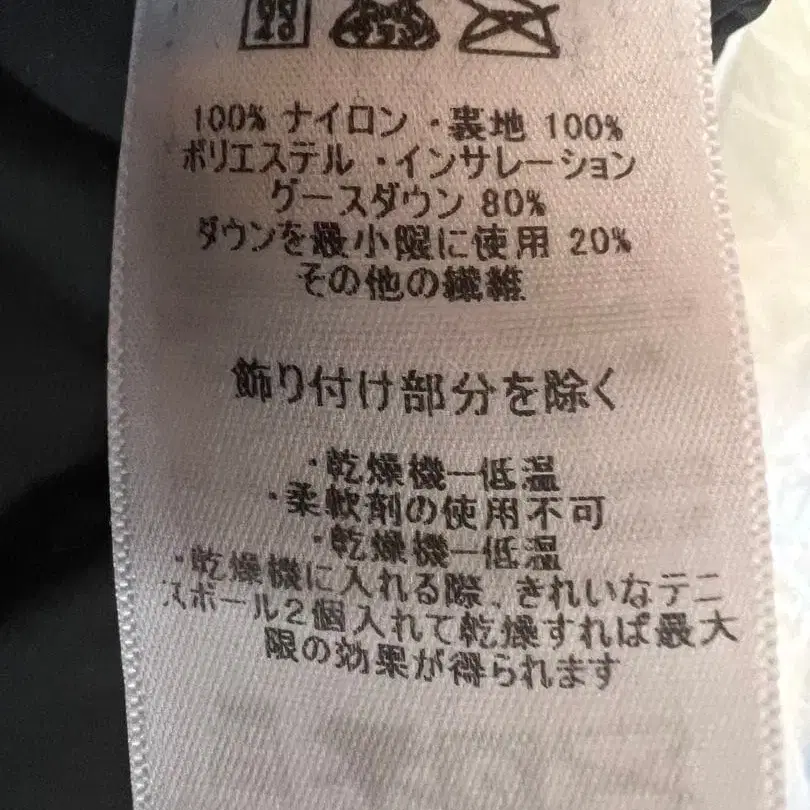 100% ナイロン ・裏地 100%
ポリエステル ・インサレーション
グースダウン 80%
ダウンを最小限に使用 20%
その他の繊維
飾り付け部分を除く
・乾燥機ー低温
・柔軟剤の使用不可
・乾燥機ー低温
・乾燥機に入れる際、きれいなテニ
スボール2個入れて乾燥すれば最大
限の効果が得られます